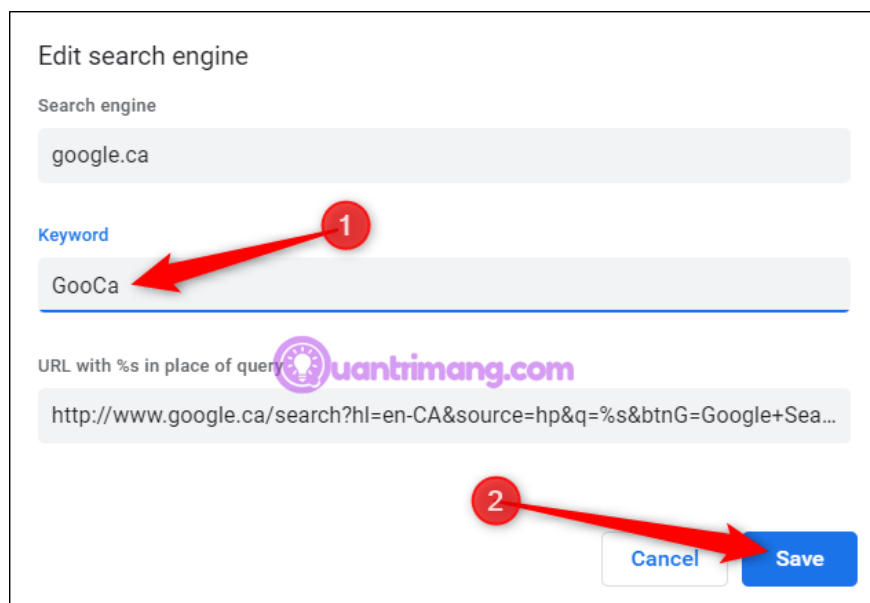 Edit search engine
Search engine
google.ca
1
Keyword
GooCa
URL with %s in place of query
Quantrimang.com
http://www.google.ca/search?hl=en-CA&source=hp&q=%s&btnG=Google+Sea...
2
Cancel
Save